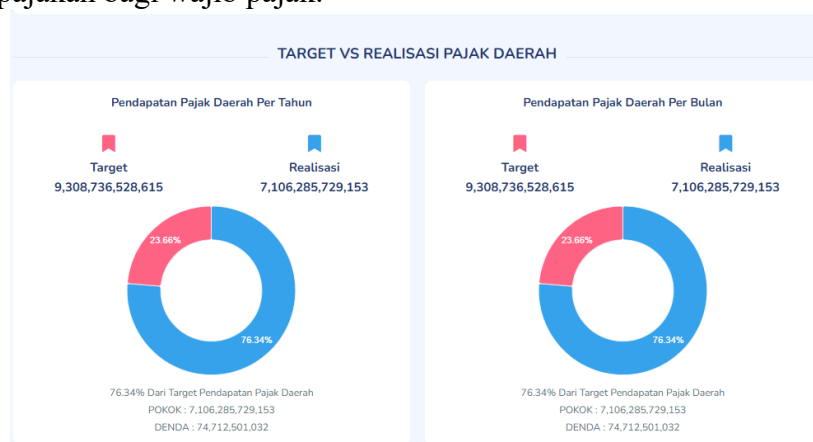 pajakan bagi wajib pajak.
TARGET VS REALISASI PAJAK DAERAH
Pendapatan Pajak Daerah Per Tahun
Target
9,308,736,528,615
Realisasi
7,106,285,729,153
23.66%
76.34%
76.34% Dari Target Pendapatan Pajak Daerah
POKOK : 7,106,285,729,153
DENDA : 74,712,501,032
Pendapatan Pajak Daerah Per Bulan
Target
9,308,736,528,615
Realisasi
7,106,285,729,153
23.66%
76.34%
76.34% Dari Target Pendapatan Pajak Daerah
POKOK : 7,106,285,729,153
DENDA : 74,712,501,032